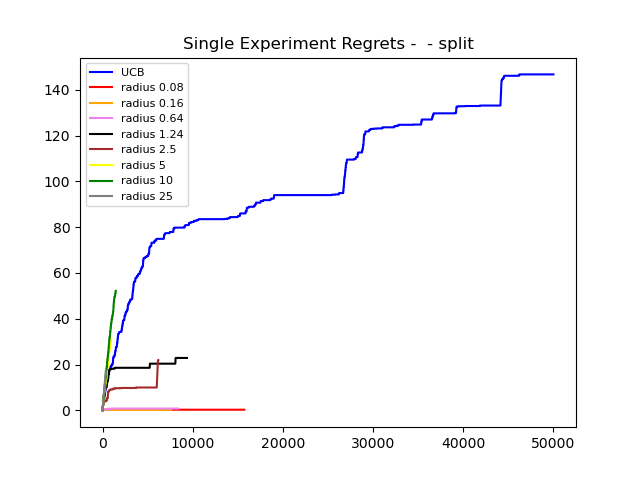 Single Experiment Regrets -  - split
UCB
radius 0.08
radius 0.16
radius 0.64
radius 1.24
radius 2.5
radius 5
radius 10
radius 25
140
120
100
80
60
40
20
0
0 10000 20000 30000 40000 50000